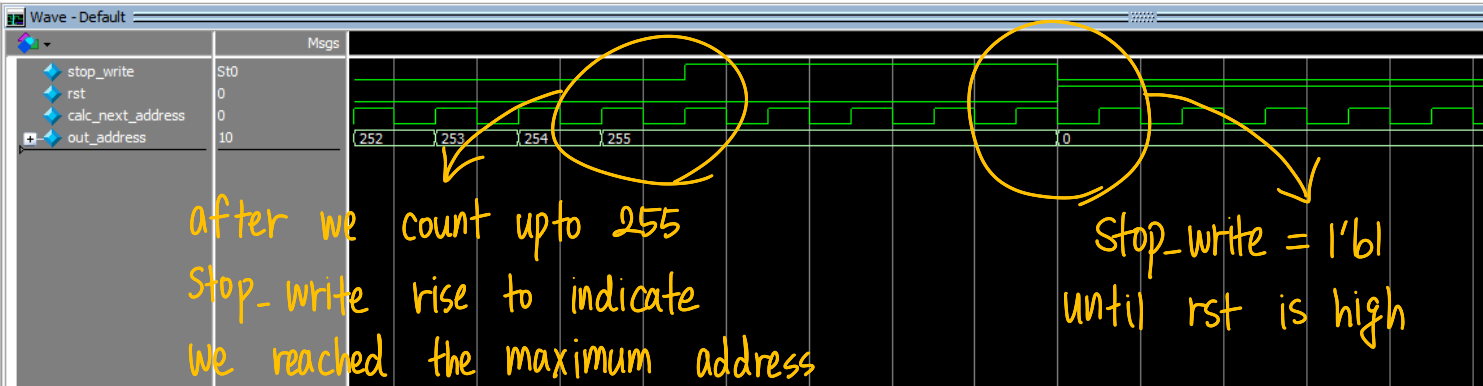 Wave - Default
Msgs
stop_write St0
rst 0
calc_next_address 0
out_address 10
252 253 254 255 0
after we count upto 255
stop_write rise to indicate
we reached the maximum address
stop_write = 1'b1
until rst is high